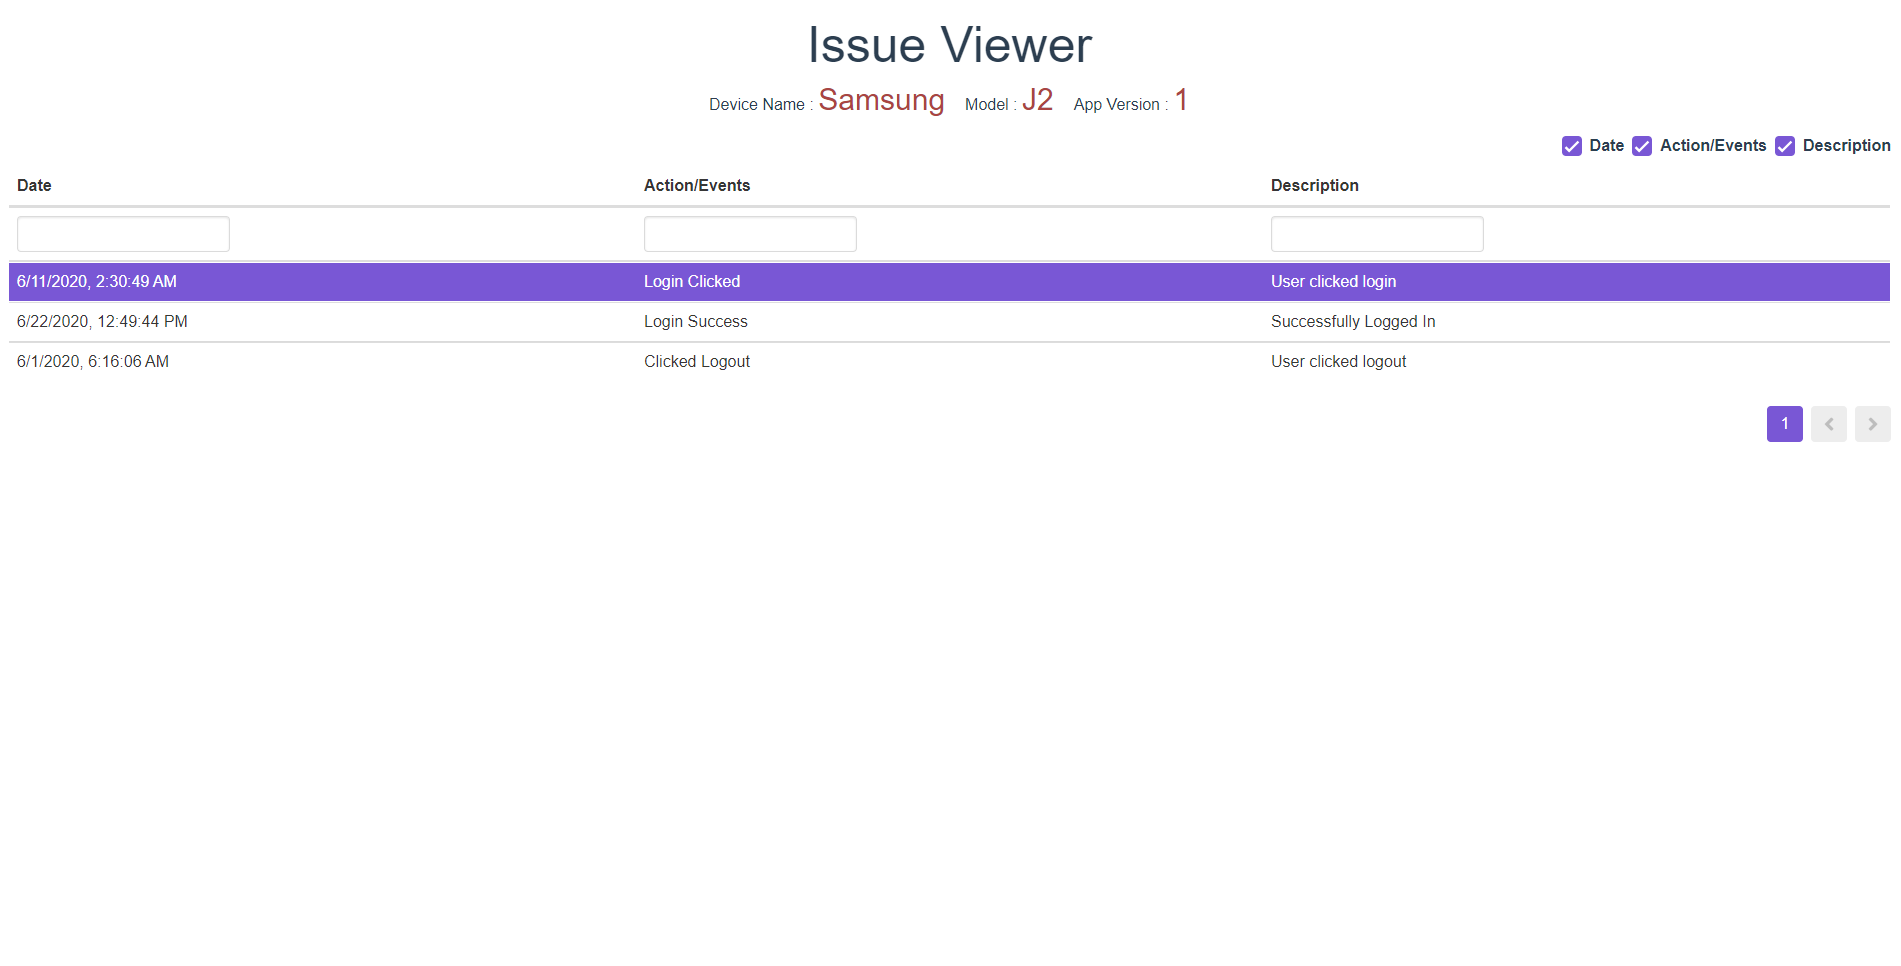 Issue Viewer
Device Name : Samsung Model : J2 App Version : 1
Date Action/Events Description
Date Action/Events Description
6/11/2020, 2:30:49 AM Login Clicked User clicked login
6/22/2020, 12:49:44 PM Login Success Successfully Logged In
6/1/2020, 6:16:06 AM Clicked Logout User clicked logout
1